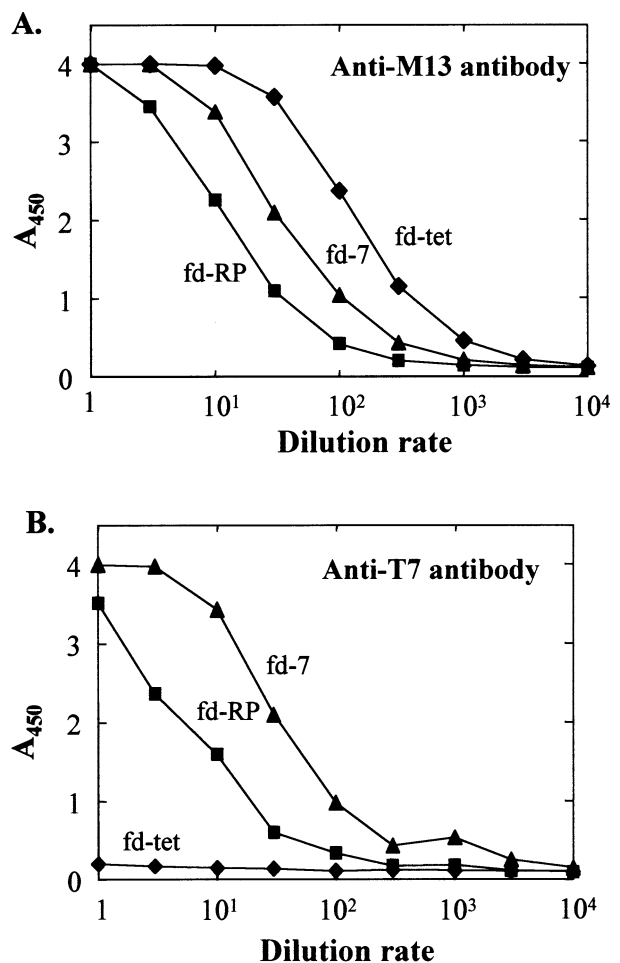 A.
Anti-M13 antibody
4
3
2
1
0
A450
fd-tet
fd-7
fd-RP
1 10¹ 10² 10³ 10⁴
Dilution rate
B.
Anti-T7 antibody
4
3
2
1
0
A450
fd-7
fd-RP
fd-tet
1 10¹ 10² 10³ 10⁴
Dilution rate